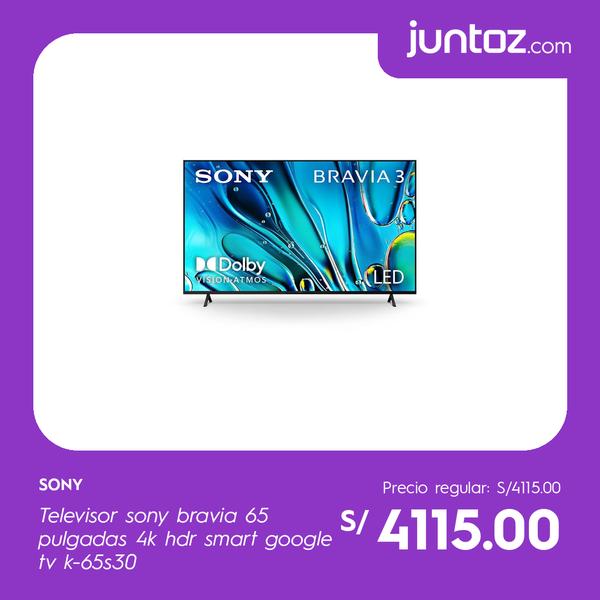 juntoz.com
SONY
BRAVIA 3
Dolby
VISION·ATMOS
LED
SONY
Televisor sony bravia 65
pulgadas 4k hdr smart google
tv k-65s30
Precio regular: S/4115.00
S/ 4115.00